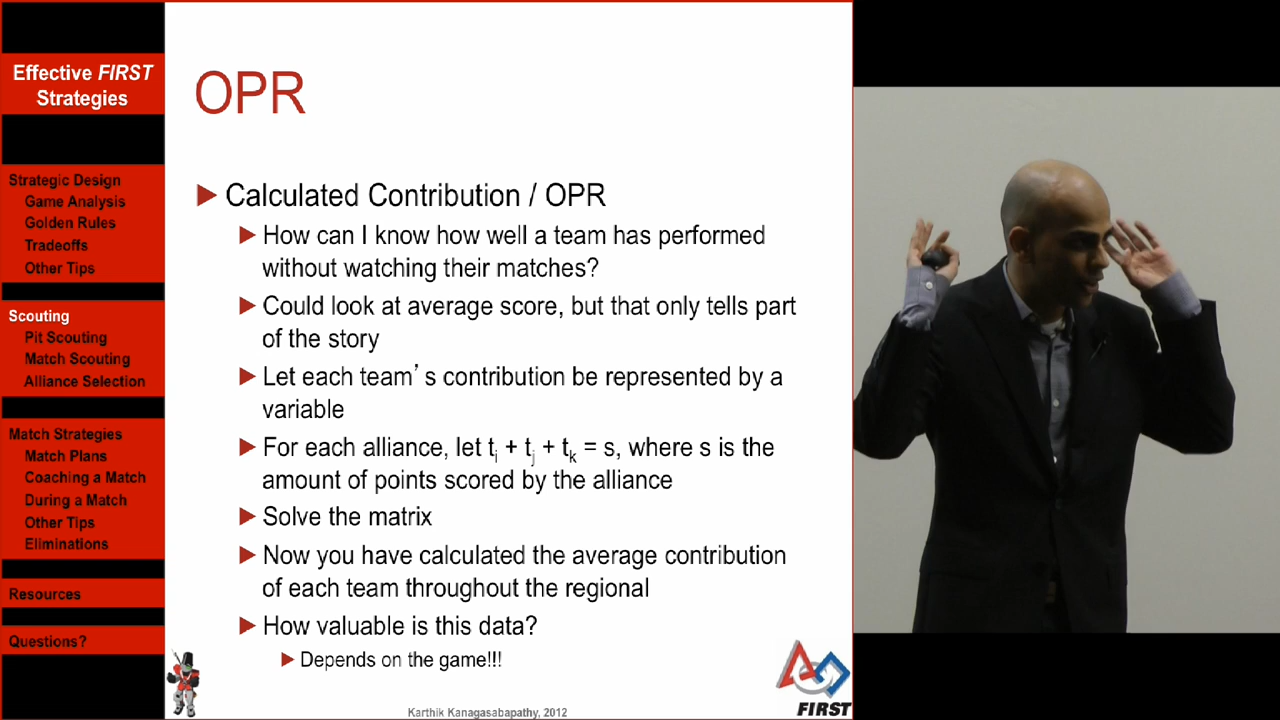 Effective FIRST
Strategies
Strategic Design
Game Analysis
Golden Rules
Tradeoffs
Other Tips
Scouting
Pit Scouting
Match Scouting
Alliance Selection
Match Strategies
Match Plans
Coaching a Match
During a Match
Other Tips
Eliminations
Resources
Questions?
OPR
Calculated Contribution / OPR
How can I know how well a team has performed
without watching their matches?
Could look at average score, but that only tells part
of the story
Let each team’s contribution be represented by a
variable
For each alliance, let ti + tj + tk = s, where s is the
amount of points scored by the alliance
Solve the matrix
Now you have calculated the average contribution
of each team throughout the regional
How valuable is this data?
Depends on the game!!!
Karthik Kanagasabapathy, 2012
FIRST